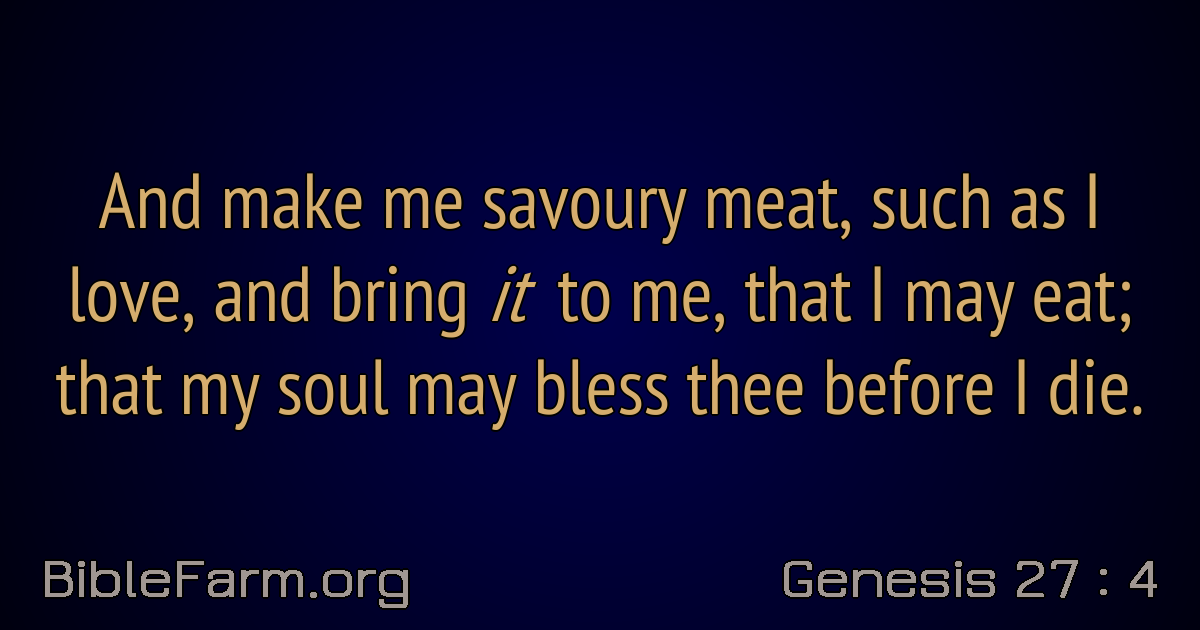 And make me savoury meat, such as I
love, and bring it to me, that I may eat;
that my soul may bless thee before I die.
BibleFarm.org
Genesis 27 : 4